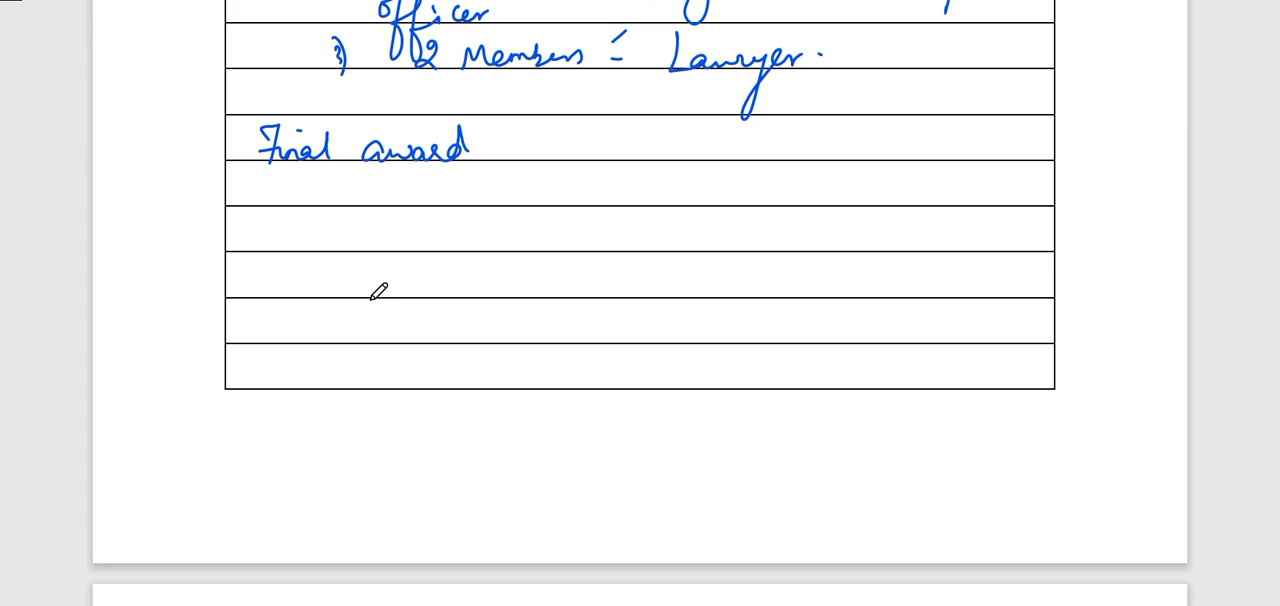 officer
3) 2 Members = Lawyer.
Final award